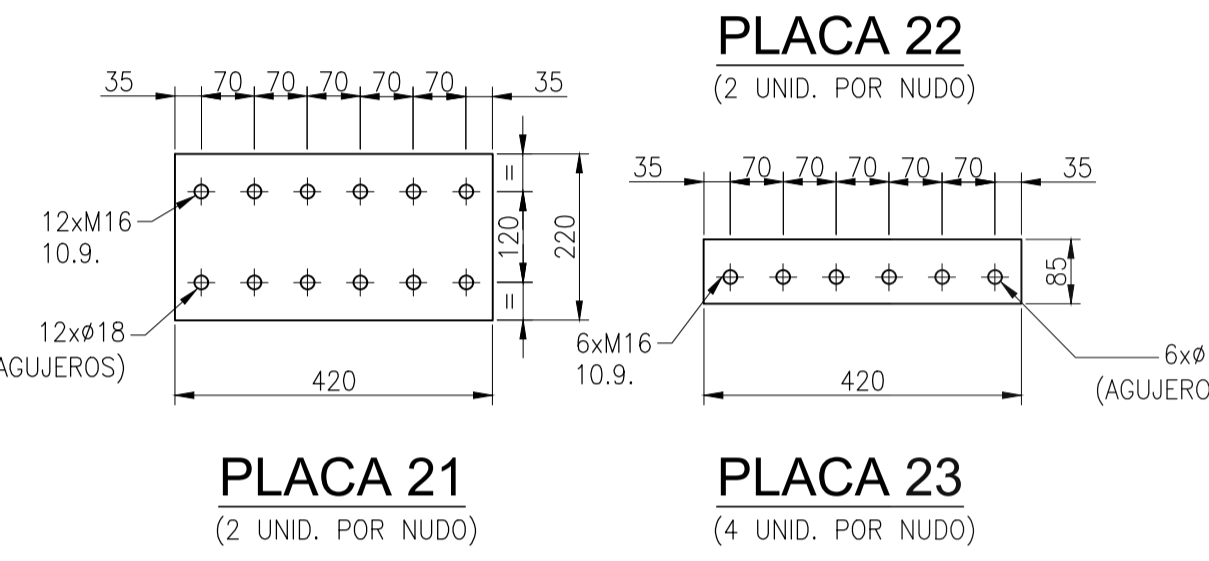 PLACA 22
(2 UNID. POR NUDO)
35 70 70 70 70 70 35
=
120
=
220
12xM16
10.9.
12xø18
AGUJEROS)
420
PLACA 21
(2 UNID. POR NUDO)
35 70 70 70 70 70 35
85
6xM16
10.9.
6xø
(AGUJERO
420
PLACA 23
(4 UNID. POR NUDO)